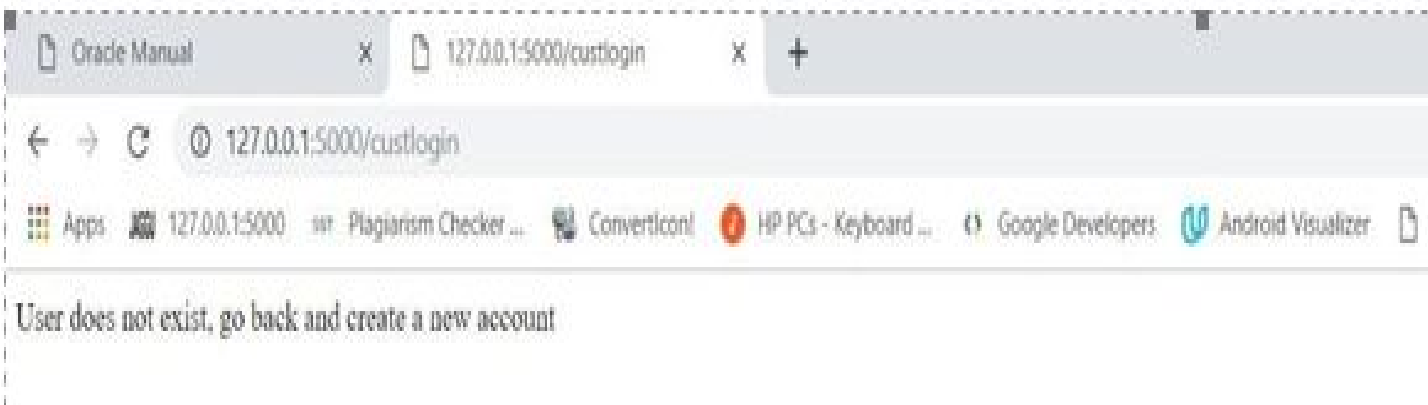 Oracle Manual x 127.0.0.1:5000/custlogin x +
127.0.0.1:5000/custlogin
Apps 127.0.0.1:5000 Plagiarism Checker ... ConvertIcon! HP PCs - Keyboard ... Google Developers Android Visualizer
User does not exist, go back and create a new account